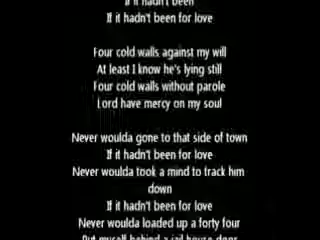 If it hadn't been
If it hadn't been for love
Four cold walls against my will
At least I know he's lying still
Four cold walls without parole
Lord have mercy on my soul
Never woulda gone to that side of town
If it hadn't been for love
Never woulda took a mind to track him
down
If it hadn't been for love
Never woulda loaded up a forty four
Put myself behind a jail house door